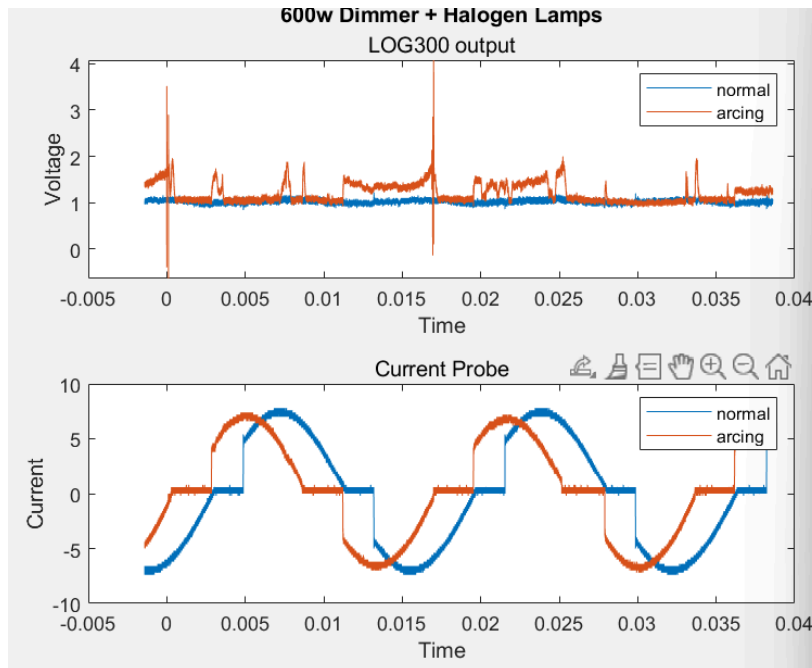 600w Dimmer + Halogen Lamps
LOG300 output
4
3
2
1
0
Voltage
normal
arcing
-0.005
0
0.005
0.01
0.015
0.02
0.025
0.03
0.035
0.04
Time
Current Probe
10
5
0
-5
-10
Current
normal
arcing
-0.005
0
0.005
0.01
0.015
0.02
0.025
0.03
0.035
0.04
Time